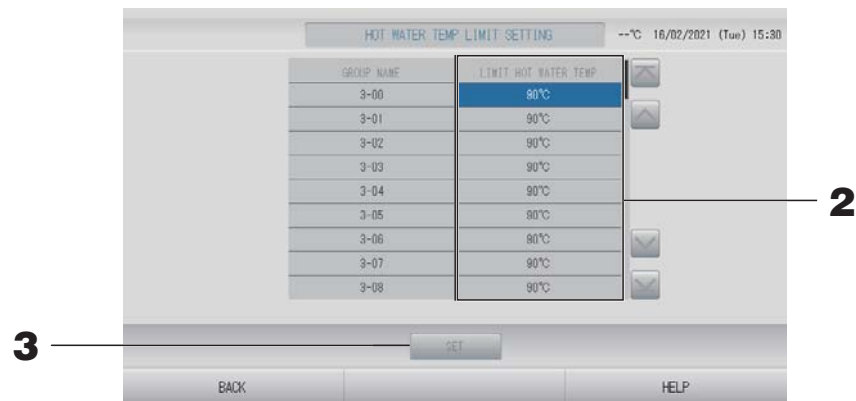 HOT WATER TEMP LIMIT SETTING --°C 16/02/2021 (Tue) 15:30
GROUP NAME LIMIT HOT WATER TEMP
3-00 90°C
3-01 90°C
3-02 90°C
3-03 90°C
3-04 90°C
3-05 90°C
3-06 90°C
3-07 90°C
3-08 90°C
2
3
SET
BACK HELP